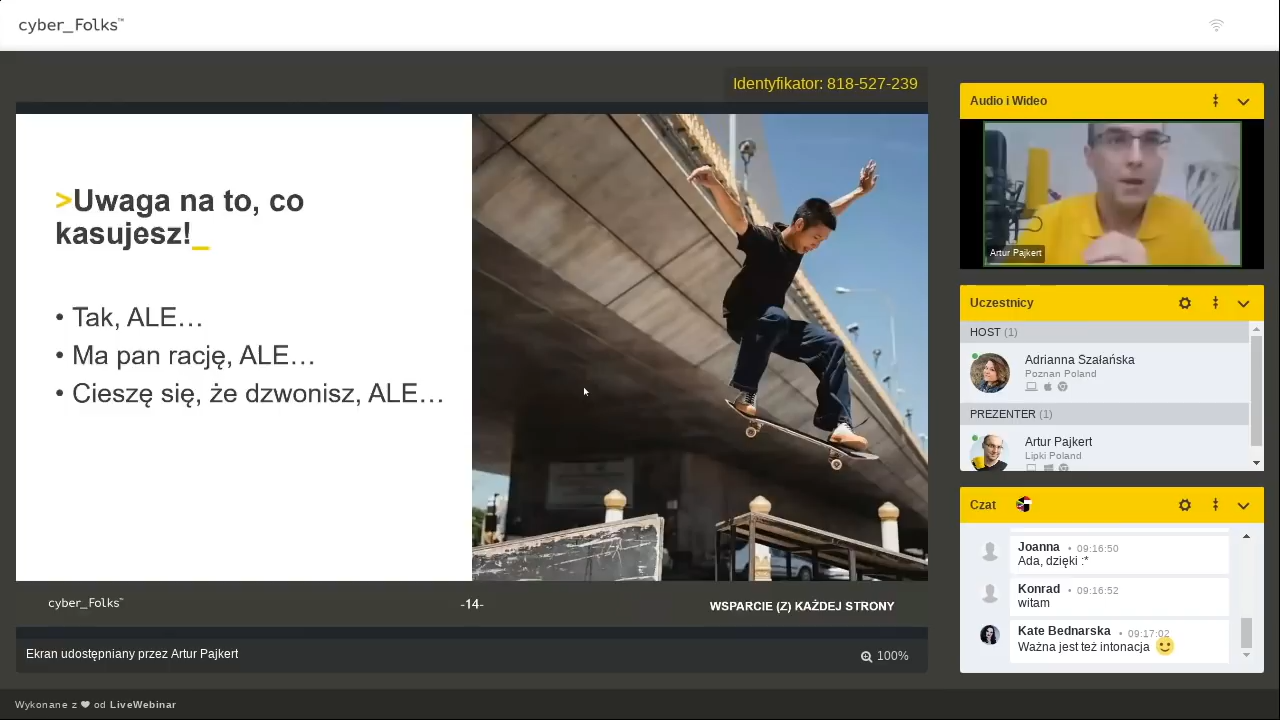 cyber_Folks™
Identyfikator: 818-527-239
>Uwaga na to, co
kasujesz!_
• Tak, ALE…
• Ma pan rację, ALE…
• Cieszę się, że dzwonisz, ALE…
cyber_Folks™
-14-
WSPARCIE (Z) KAŻDEJ STRONY
Ekran udostępniany przez Artur Pajkert
100%
Audio i Wideo
Artur Pajkert
Uczestnicy
HOST (1)
Adrianna Szałańska
Poznan Poland
PREZENTER (1)
Artur Pajkert
Lipki Poland
Czat
Joanna • 09:16:50
Ada, dzięki :*
Konrad • 09:16:52
witam
Kate Bednarska • 09:17:02
Ważna jest też intonacja 🙂
Wykonane z ❤ od LiveWebinar